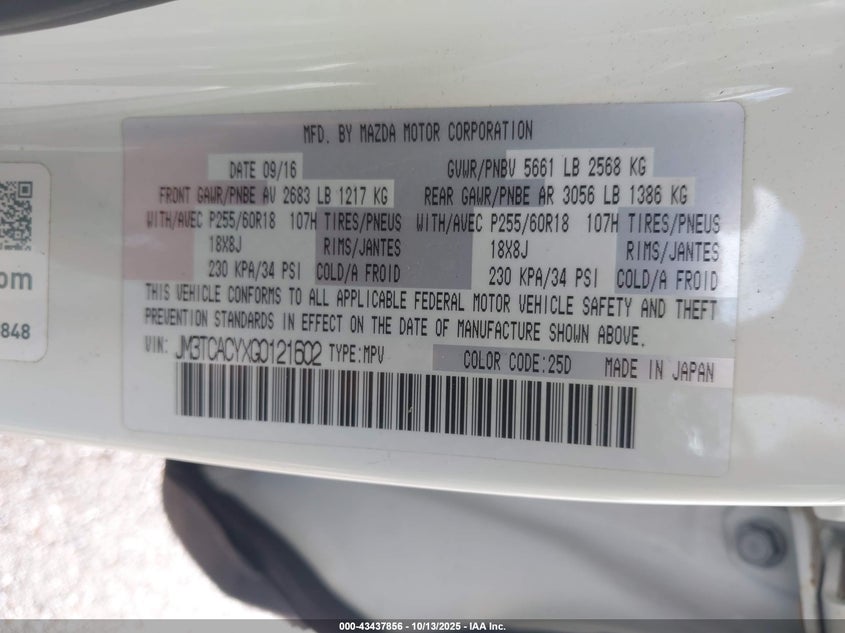 MFD. BY MAZDA MOTOR CORPORATION
DATE 09/16 GVWR/PNBV 5661 LB 2568 KG
FRONT GAWR/PNBE AV 2683 LB 1217 KG REAR GAWR/PNBE AR 3056 LB 1386 KG
WITH/AVEC P255/60R18 107H TIRES/PNEUS WITH/AVEC P255/60R18 107H TIRES/PNEUS
18X8J RIMS/JANTES 18X8J RIMS/JANTES
230 KPA/34 PSI COLD/A FROID 230 KPA/34 PSI COLD/A FROID
THIS VEHICLE CONFORMS TO ALL APPLICABLE FEDERAL MOTOR VEHICLE SAFETY AND THEFT
PREVENTION STANDARDS IN EFFECT ON THE DATE OF MANUFACTURE SHOWN ABOVE.
VIN: JM3TCACYXG0121602 TYPE:MPV COLOR CODE:25D MADE IN JAPAN
om
848
000-43437856 - 10/13/2025 - IAA Inc.